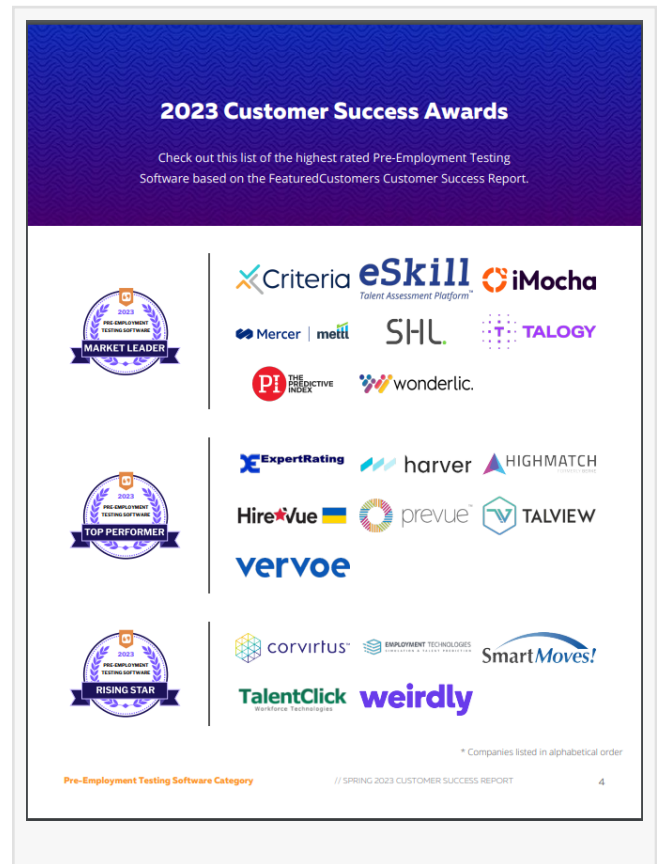 2023 Customer Success Awards
Check out this list of the highest rated Pre-Employment Testing
Software based on the FeaturedCustomers Customer Success Report.
2023
PRE-EMPLOYMENT
TESTING SOFTWARE
MARKET LEADER
Criteria
eSkill
Talent Assessment Platform™
iMocha
Mercer | mettl
SHL.
T
TALOGY
PI
THE
PREDICTIVE
INDEX
wonderlic.
2023
PRE-EMPLOYMENT
TESTING SOFTWARE
TOP PERFORMER
ExpertRating
harver
HIGHMATCH
HireVue
prevue™
TALVIEW
vervoe
2023
PRE-EMPLOYMENT
TESTING SOFTWARE
RISING STAR
corvirtus™
EMPLOYMENT TECHNOLOGIES
SmartMoves!
TalentClick
Workforce Technologies
weirdly
* Companies listed in alphabetical order
Pre-Employment Testing Software Category
// SPRING 2023 CUSTOMER SUCCESS REPORT
4